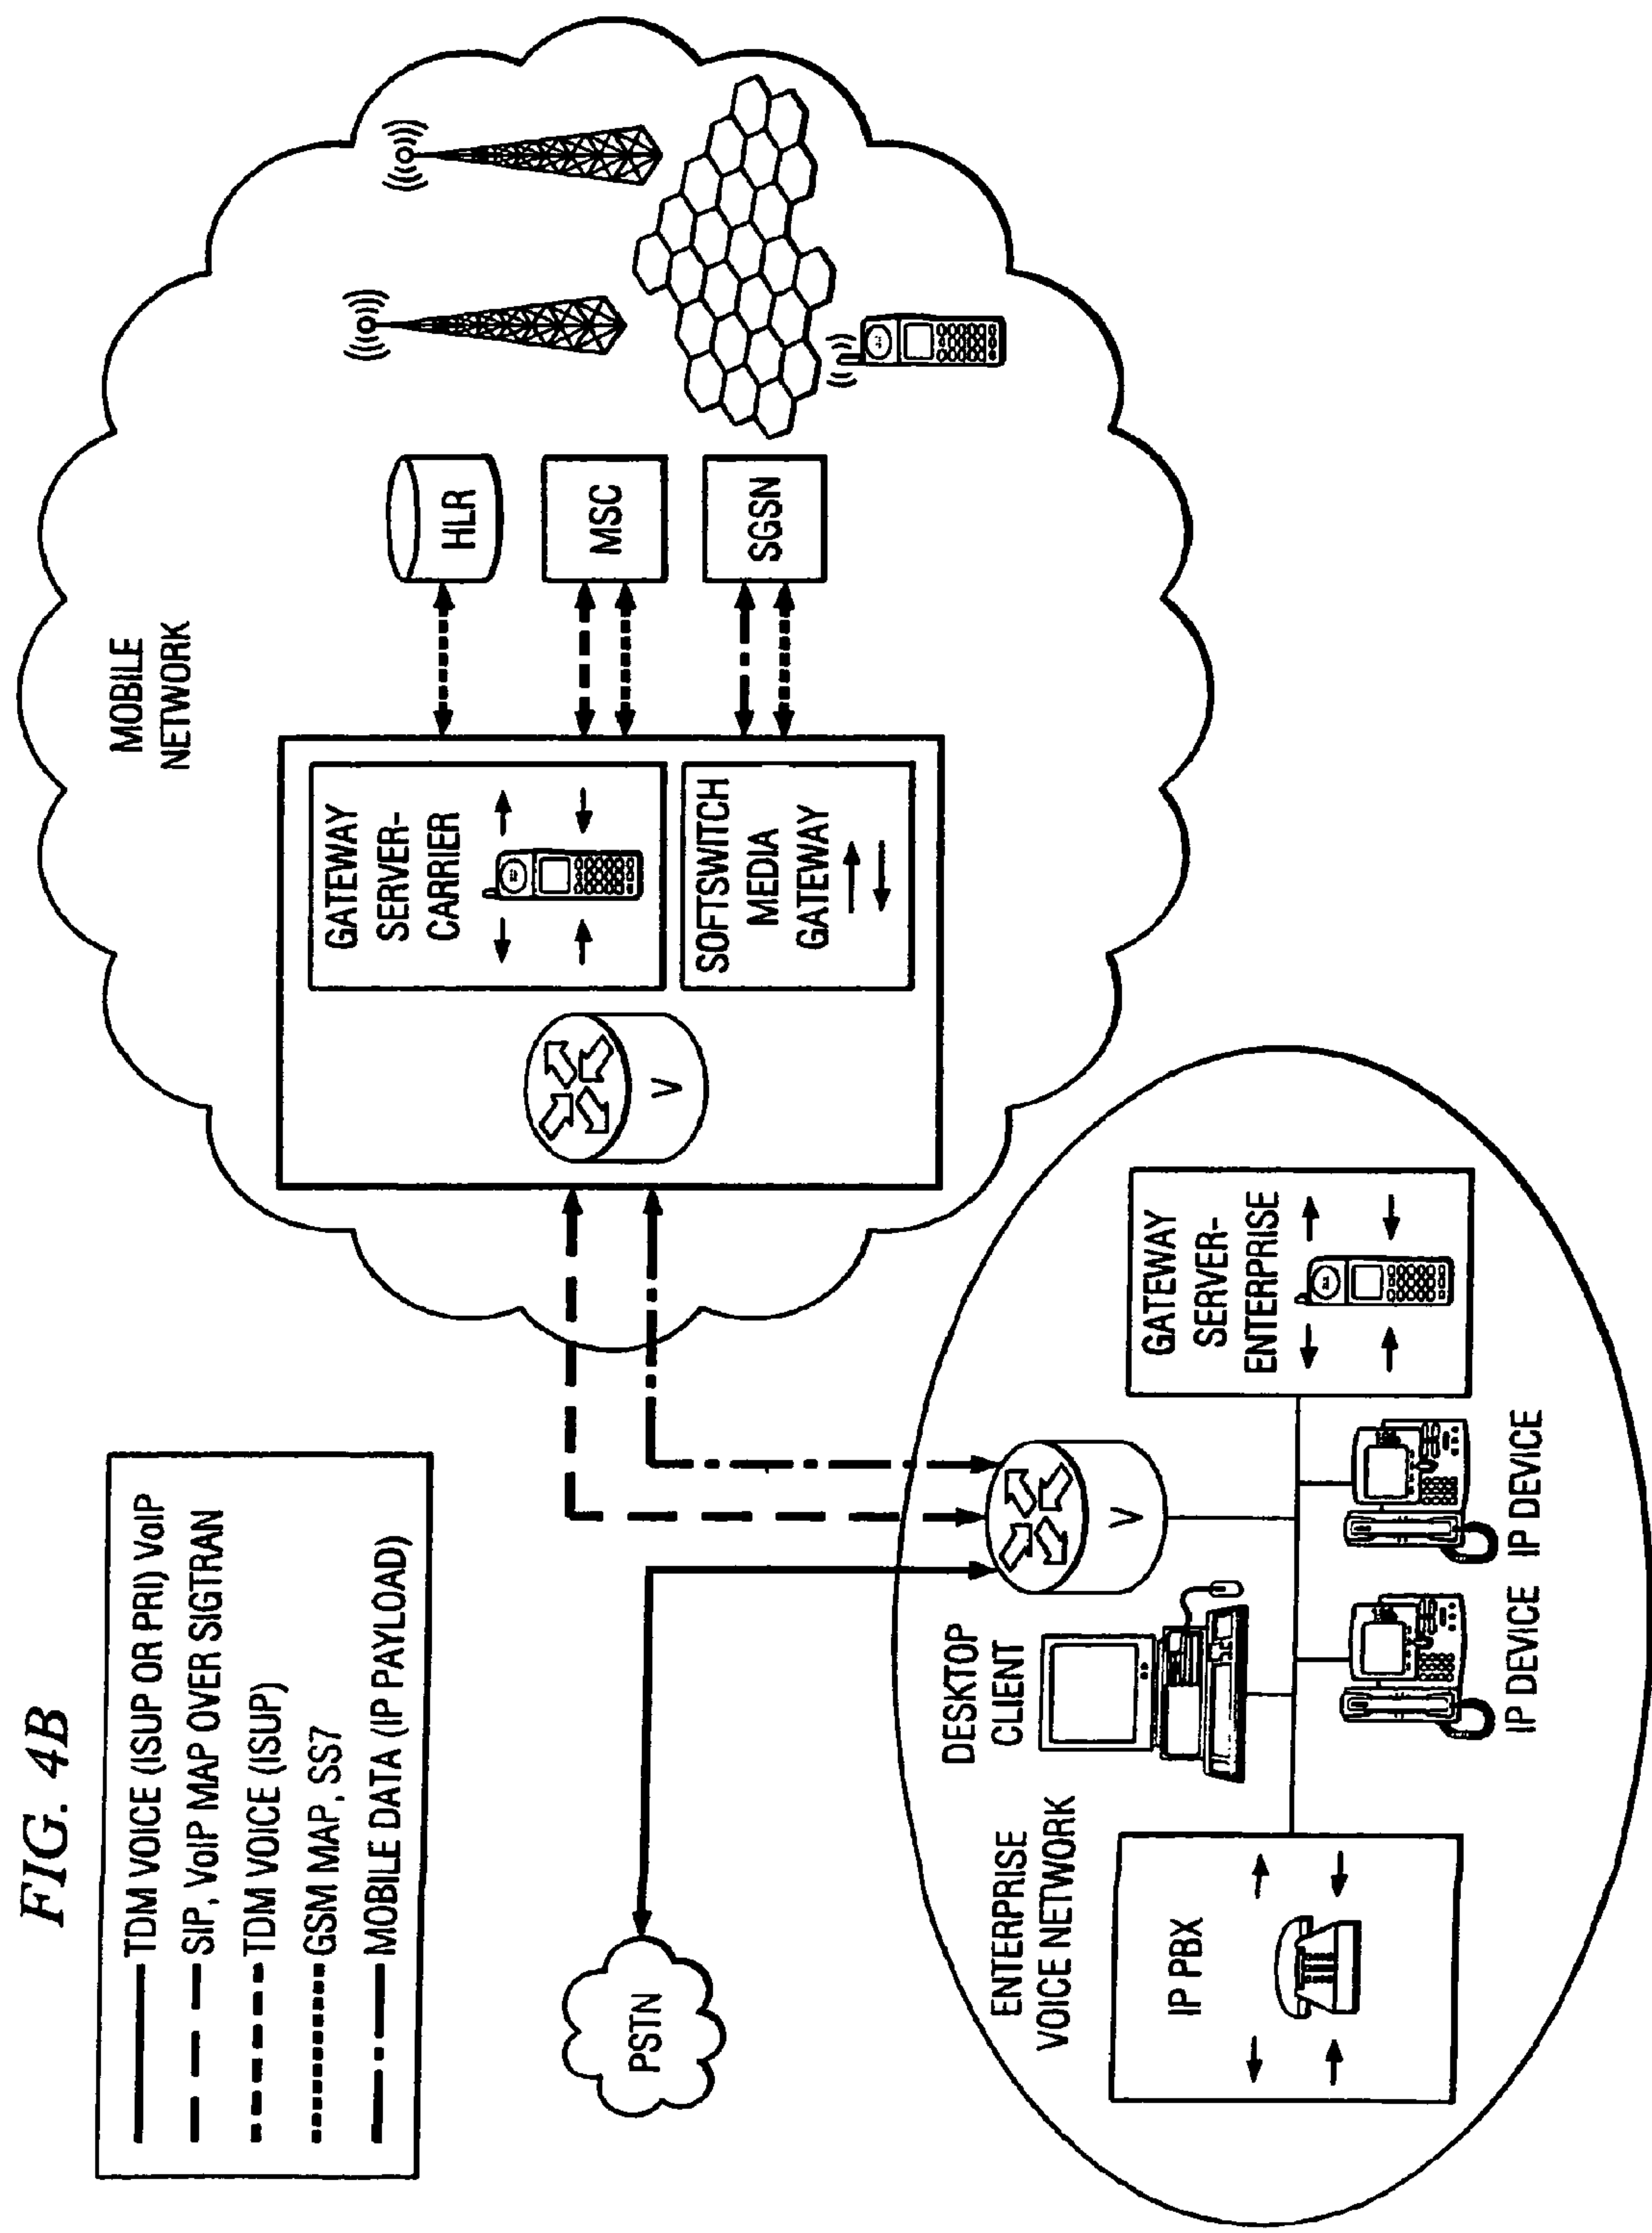 FIG. 4B
TDM VOICE (ISUP OR PRI) VoIP
SIP, VoIP MAP OVER SIGTRAN
TDM VOICE (ISUP)
GSM MAP, SS7
MOBILE DATA (IP PAYLOAD)
MOBILE
NETWORK
GATEWAY
SERVER-
CARRIER
SOFTSWITCH
MEDIA
GATEWAY
V
HLR
MSC
SGSN
PSTN
ENTERPRISE
VOICE NETWORK
IP PBX
DESKTOP
CLIENT
V
GATEWAY
SERVER-
ENTERPRISE
IP DEVICE
IP DEVICE